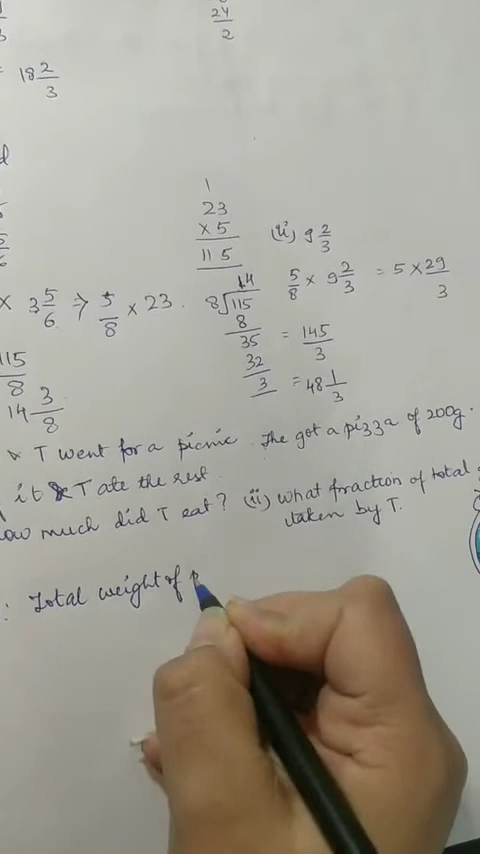 24
2
= 18 2/3
1
23
x 5
115
(ii) 9 2/3
x 3 5/6 => 5/8 x 23.
14
8 115
8
35
32
3
5/8 x 9 2/3 = 5 x 29/3
= 145/3
= 48 1/3
115/8
14 3/8
& T went for a picnic. The got a pizza of 200g.
it & T ate the rest
how much did T eat? (ii) what fraction of total
taken by T.
: Total weight of p